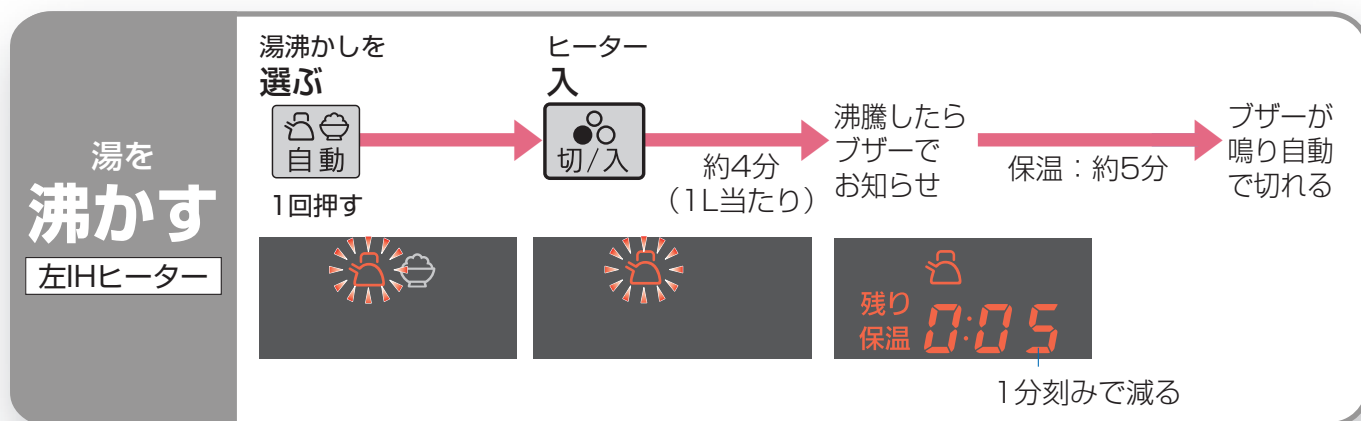 湯を
沸かす
左IHヒーター
湯沸かしを
選ぶ
自動
1回押す
ヒーター
入
切/入
約4分
（1L当たり）
沸騰したら
ブザーで
お知らせ
保温：約5分
ブザーが
鳴り自動
で切れる
残り
保温 0:05
1分刻みで減る